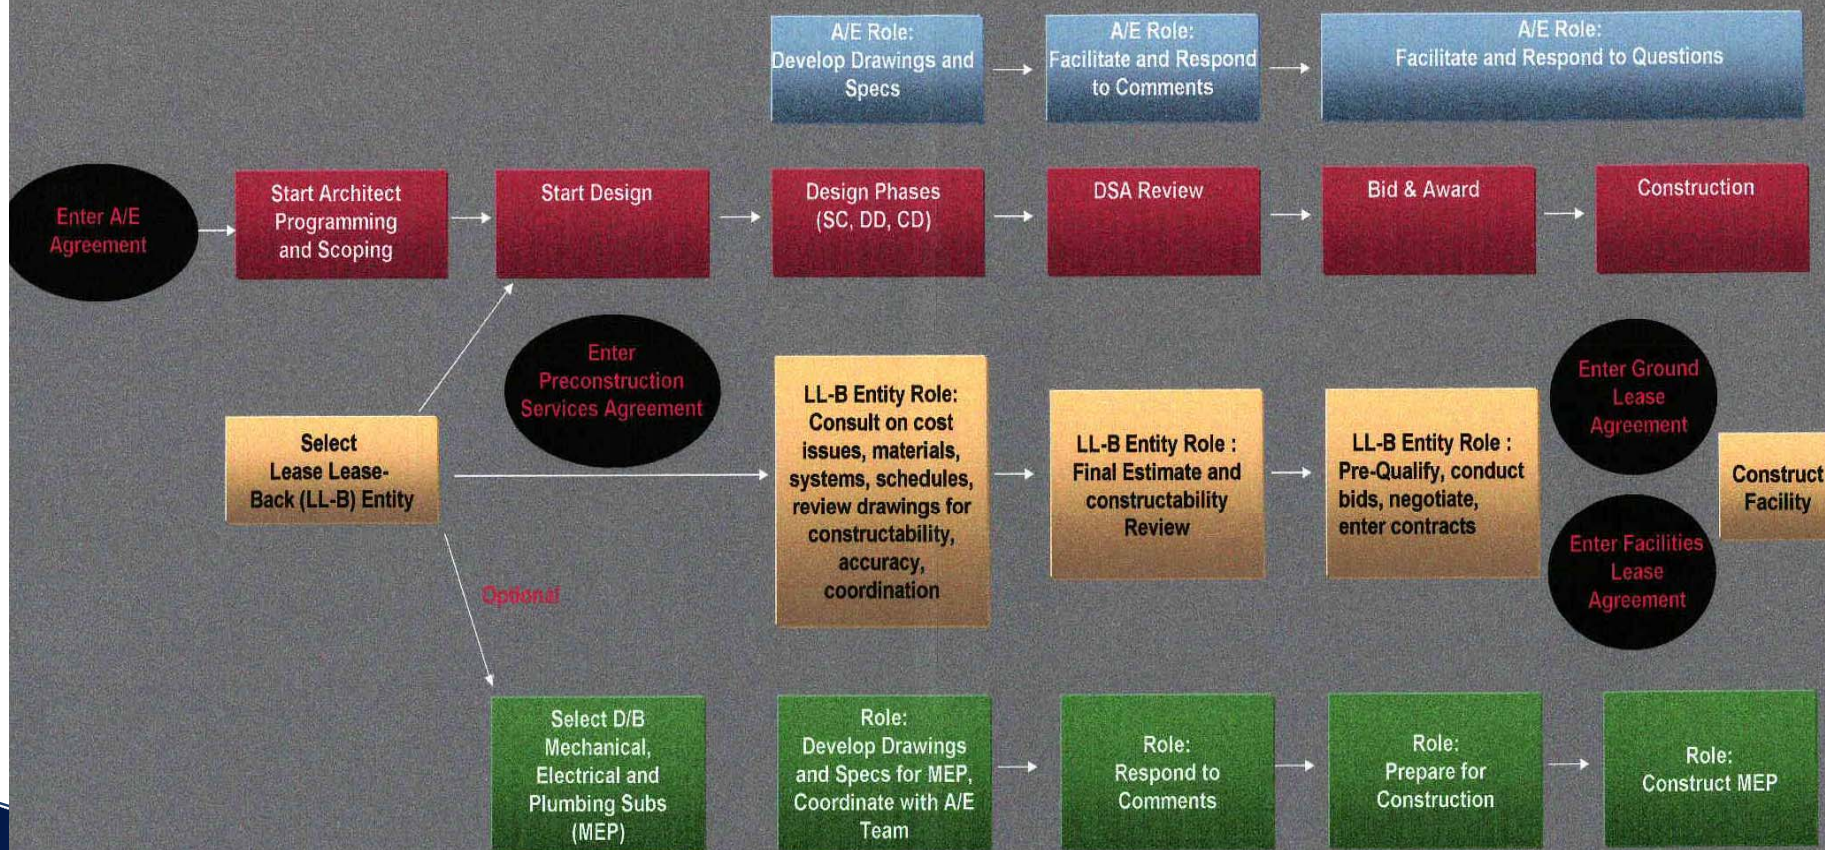 A/E Role:
Develop Drawings and
Specs
A/E Role:
Facilitate and Respond
to Comments
A/E Role:
Facilitate and Respond to Questions
Enter A/E
Agreement
Start Architect
Programming
and Scoping
Start Design
Design Phases
(SC, DD, CD)
DSA Review
Bid & Award
Construction
Enter
Preconstruction
Services Agreement
Select
Lease Lease-
Back (LL-B) Entity
LL-B Entity Role:
Consult on cost
issues, materials,
systems, schedules,
review drawings for
constructability,
accuracy,
coordination
LL-B Entity Role :
Final Estimate and
constructability
Review
LL-B Entity Role :
Pre-Qualify, conduct
bids, negotiate,
enter contracts
Enter Ground
Lease
Agreement
Enter Facilities
Lease
Agreement
Construct
Facility
Optional
Select D/B
Mechanical,
Electrical and
Plumbing Subs
(MEP)
Role:
Develop Drawings
and Specs for MEP,
Coordinate with A/E
Team
Role:
Respond to
Comments
Role:
Prepare for
Construction
Role:
Construct MEP